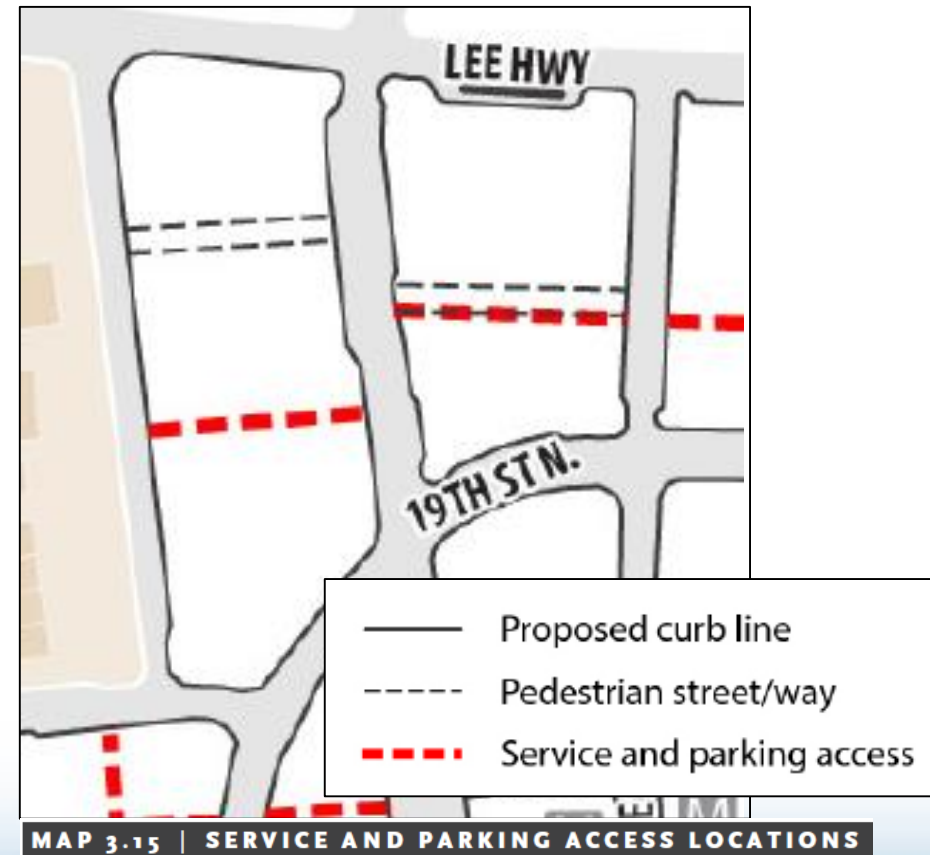 LEE HWY
19TH ST N.
Proposed curb line
Pedestrian street/way
Service and parking access
M
MAP 3.15 | SERVICE AND PARKING ACCESS LOCATIONS